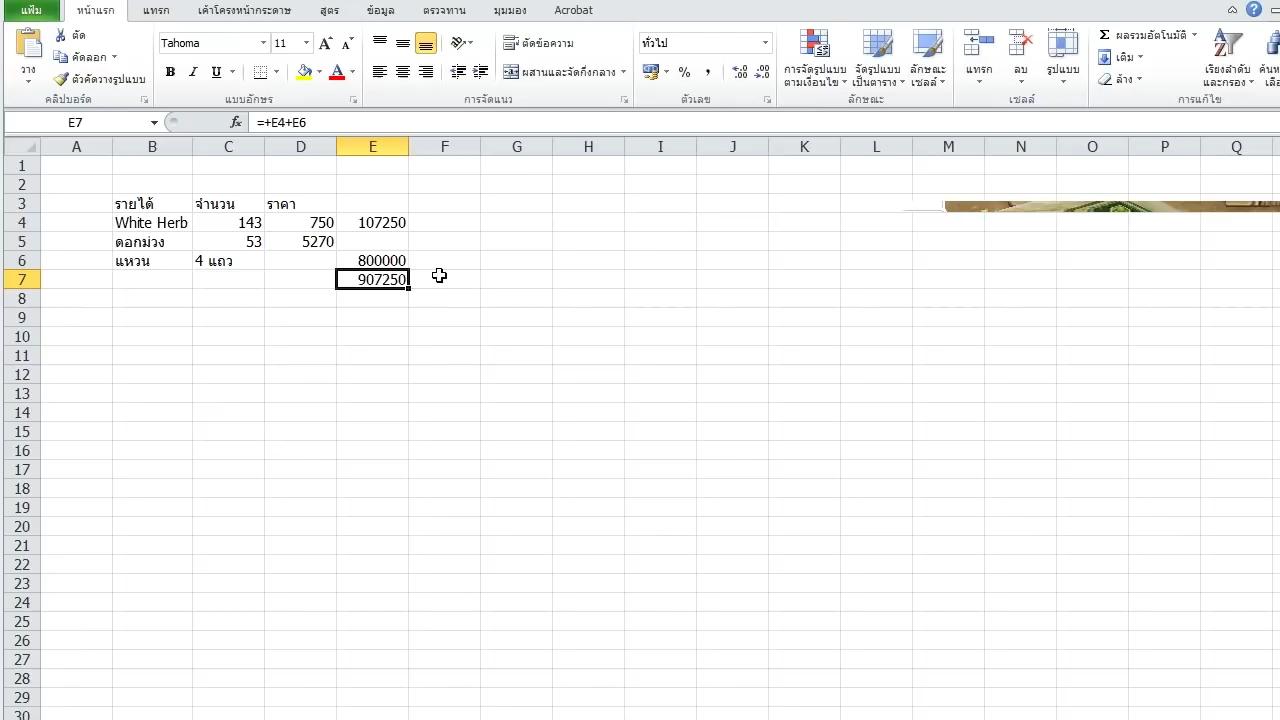 แฟ้ม หน้าแรก แทรก เค้าโครงหน้ากระดาษ สูตร ข้อมูล ตรวจทาน มุมมอง Acrobat
วาง ตัด คัดลอก ตัวคัดวางรูปแบบ คลิปบอร์ด
Tahoma 11 B I U A แบบอักษร
ตัดข้อความ ผสานและจัดกึ่งกลาง การจัดแนว
ทั่วไป % , ตัวเลข
การจัดรูปแบบตามเงื่อนไข จัดรูปแบบเป็นตาราง ลักษณะเซลล์ ลักษณะ
แทรก ลบ รูปแบบ เซลล์
Σ ผลรวมอัตโนมัติ เติม ล้าง เรียงลำดับและกรอง การแก้ไข
E7 fx =+E4+E6
A B C D E F G H I J K L M N O P Q
1
2
3 รายได้ จำนวน ราคา
4 White Herb 143 750 107250
5 ดอกม่วง 53 5270
6 แหวน 4 แถว 800000
7 907250
8
9
10
11
12
13
14
15
16
17
18
19
20
21
22
23
24
25
26
27
28
29
30